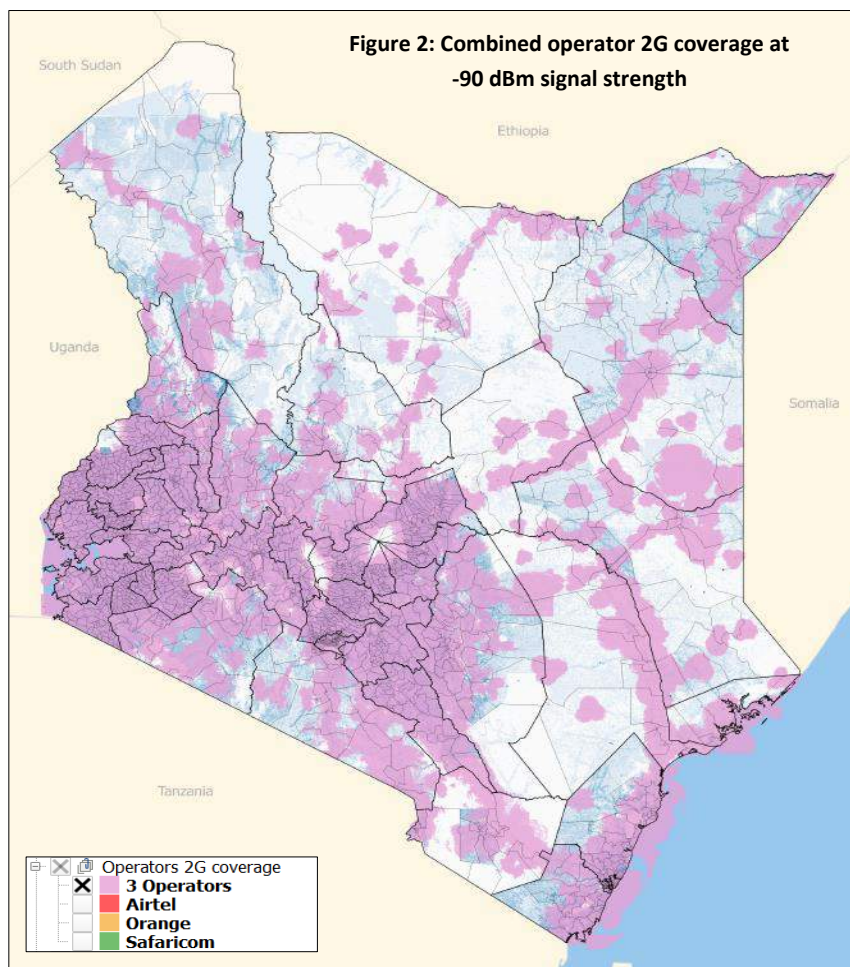 Figure 2: Combined operator 2G coverage at
-90 dBm signal strength
South Sudan
Ethiopia
Uganda
Somalia
Tanzania
Operators 2G coverage
3 Operators
Airtel
Orange
Safaricom